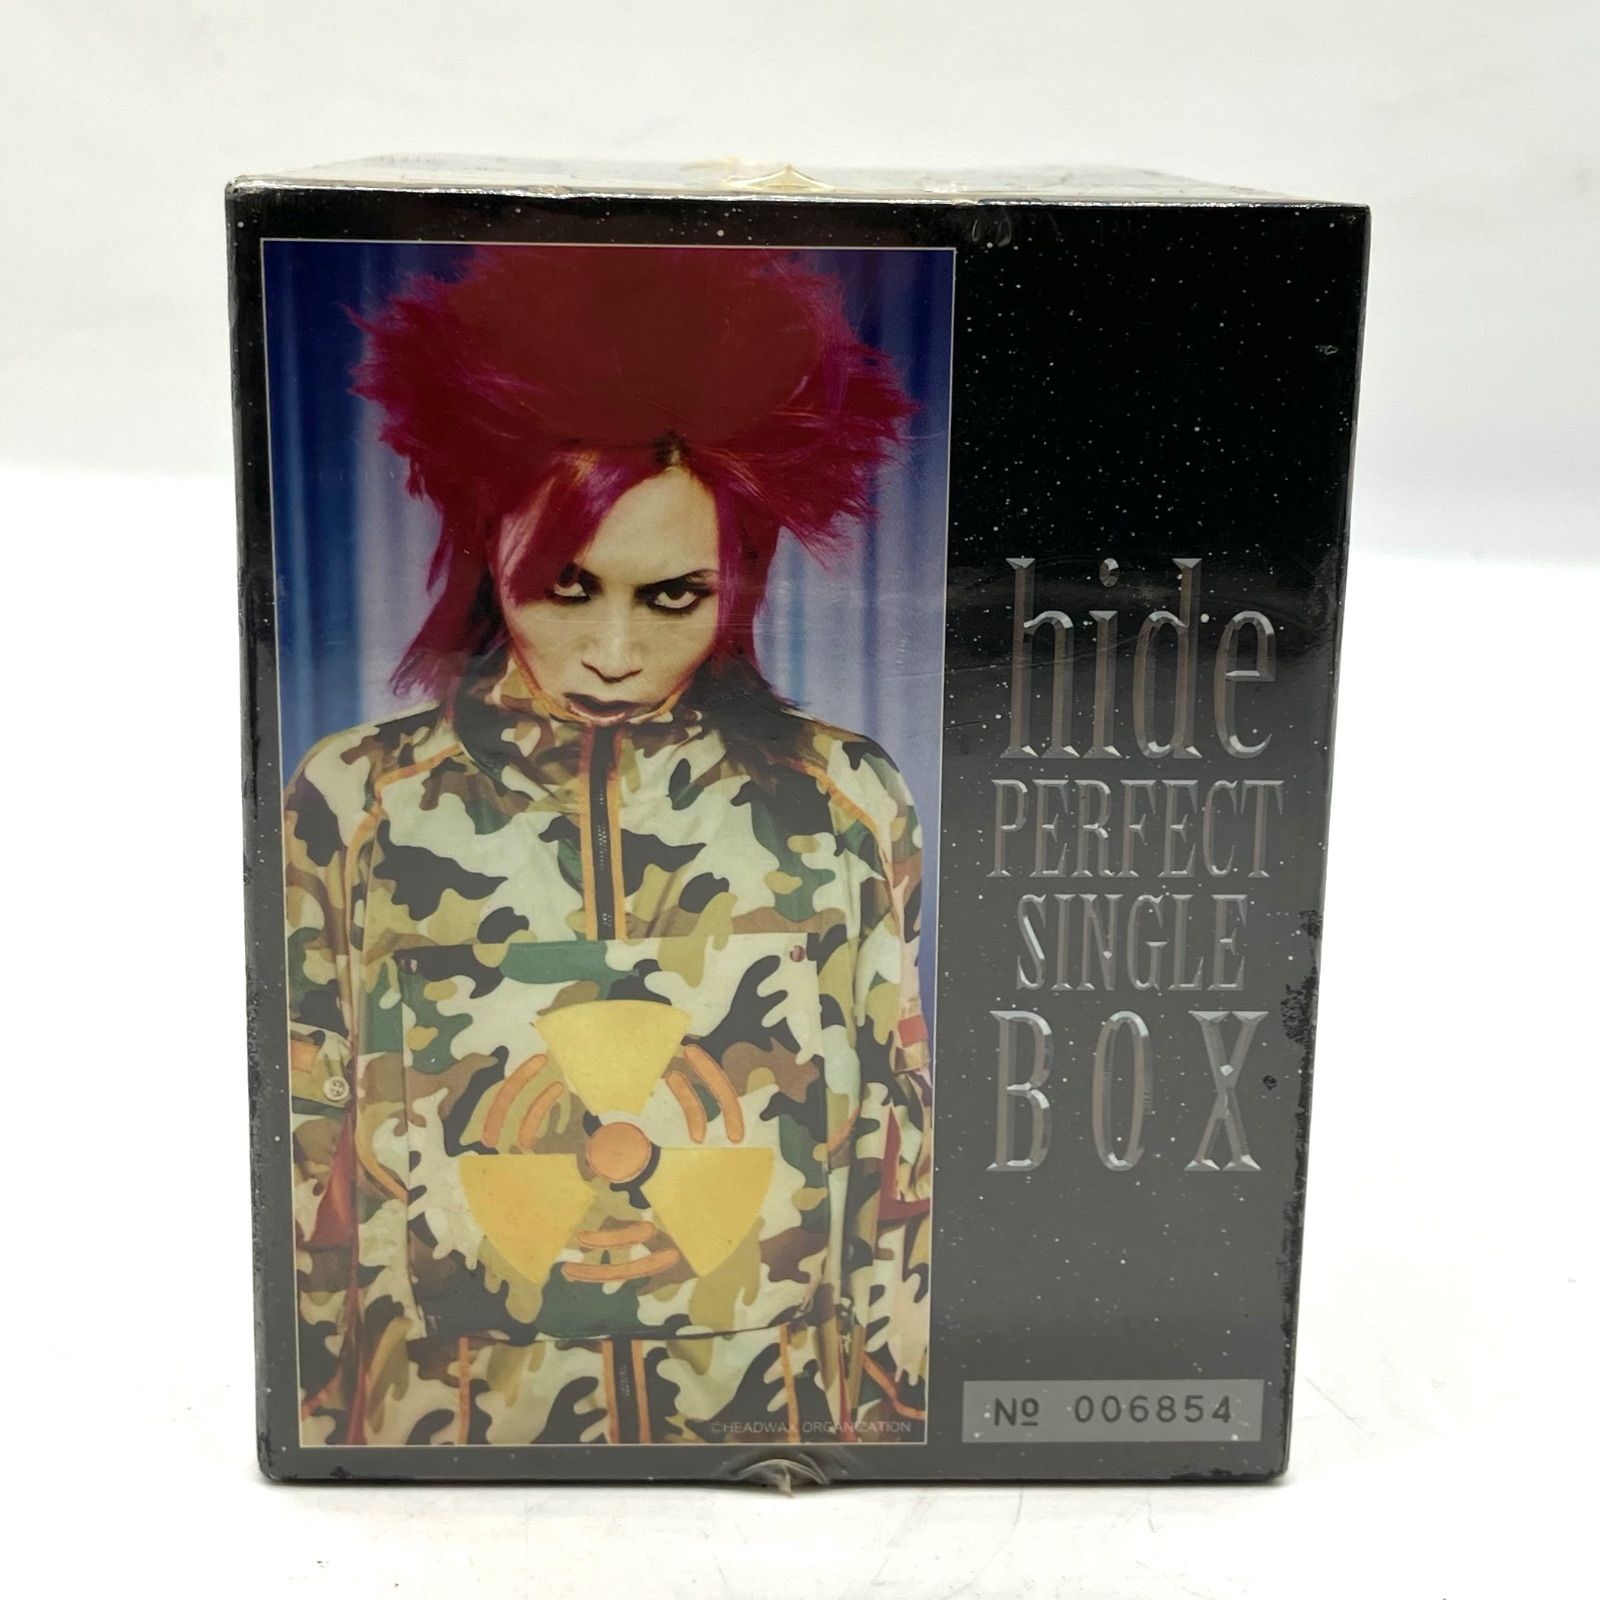 hide
PERFECT
SINGLE
BOX
№ 006854
©HEADWAX ORGANIZATION